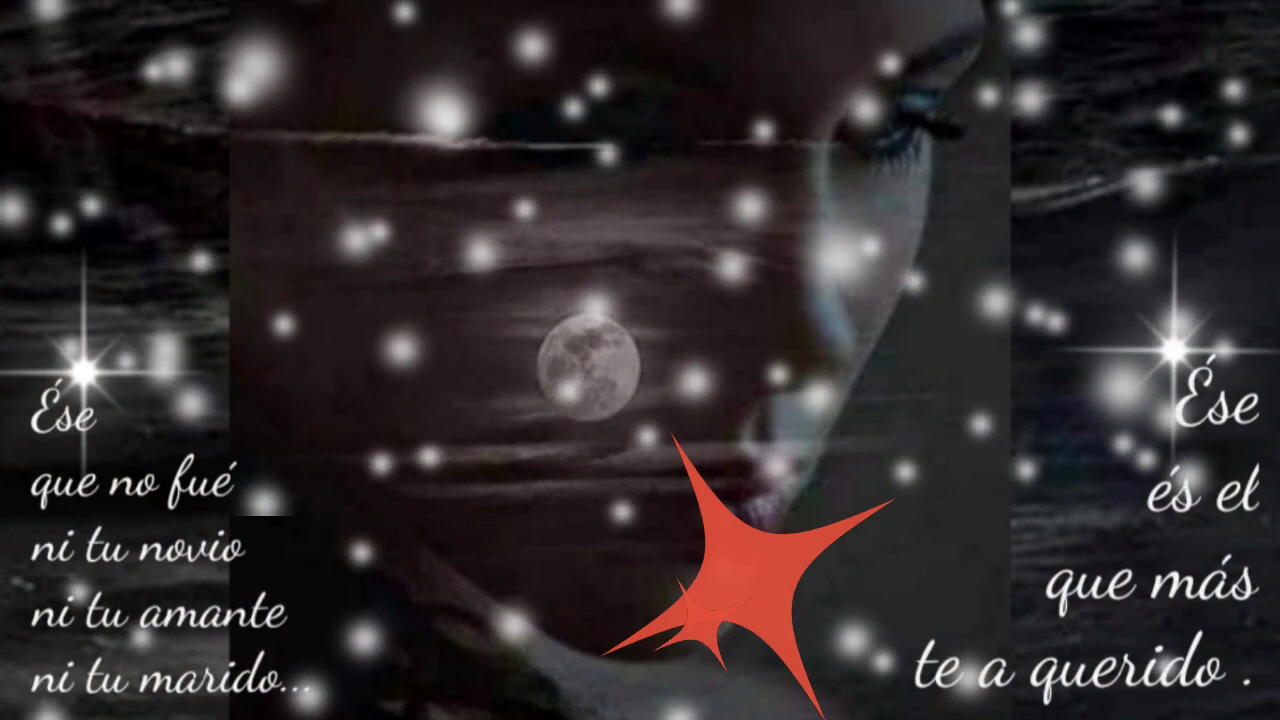 Ése
que no fué
ni tu novio
ni tu amante
ni tu marido...
Ése
és el
que más
te a querido .